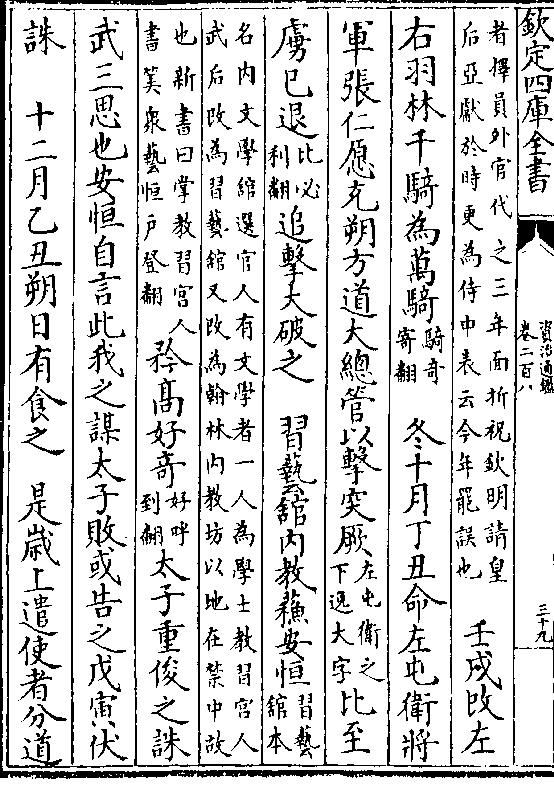 欽定四庫全書
資治通鑑
卷二百八
三十九
者擇員外官代之三年面折祝欽明請皇
后亞獻於時更為侍中表云今年罷誤也
壬戌改左
右羽林千騎為萬騎
騎奇
寄翻
冬十月丁丑命左屯衛將
軍張仁愿充朔方道大總管以擊突厥
左屯衛之
下逸大字
比至
虜已退
比必
利翻
追擊大破之 習藝館內教蘓安恒
習藝
館本
名内文學館選官人有文學者一人為學士教習宮人
武后改為習藝館又改為翰林内教坊以地在禁中故
也新書曰掌教習宮人
書筭衆藝恒戸登翻
矜髙好奇
好呼
到翻
太子重俊之誅
武三思也安恒自言此我之謀太子敗或告之戊寅伏
誅 十二月乙丑朔日有食之 是歲上遣使者分道